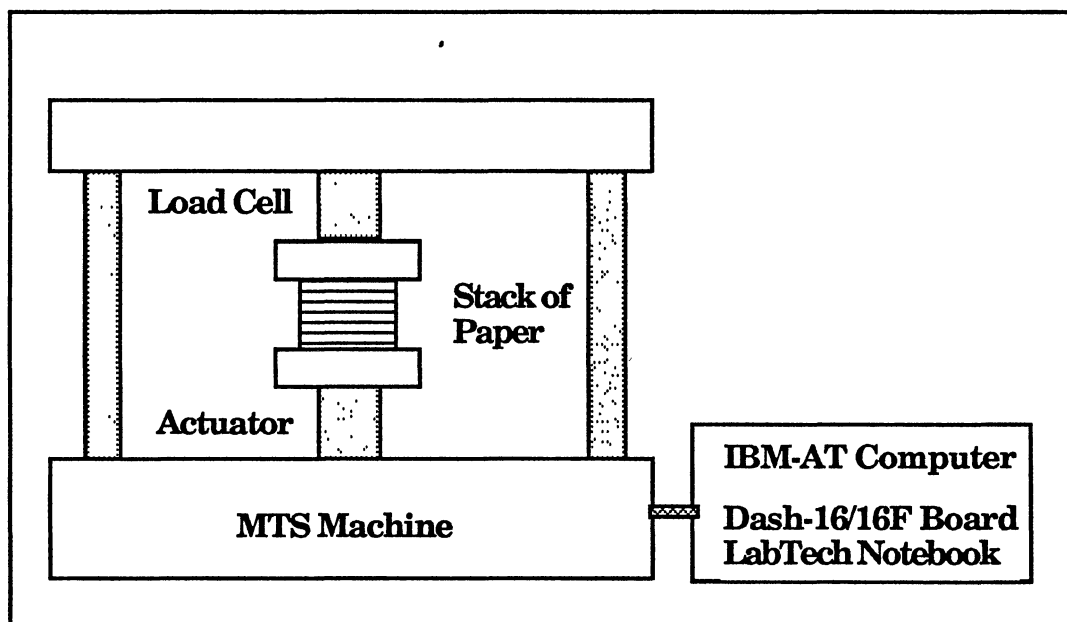 Load Cell
Stack of
Paper
Actuator
MTS Machine
IBM-AT Computer
Dash-16/16F Board
LabTech Notebook